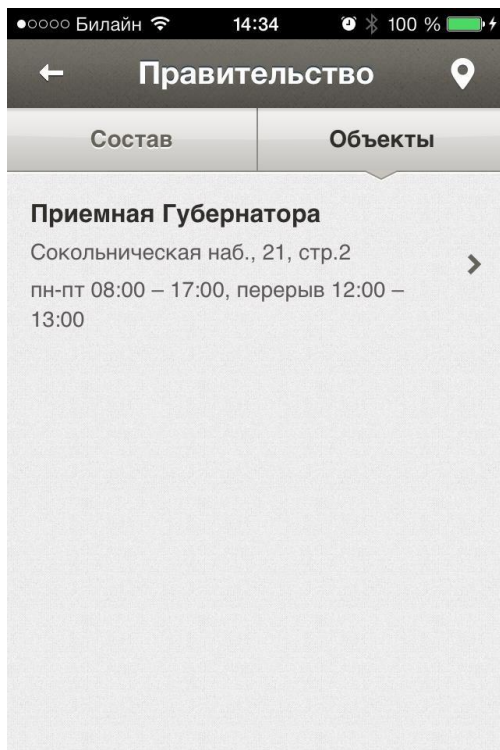 Билайн 14:34 100 %
Правительство
Состав Объекты
Приемная Губернатора
Сокольническая наб., 21, стр.2
пн-пт 08:00 – 17:00, перерыв 12:00 –
13:00